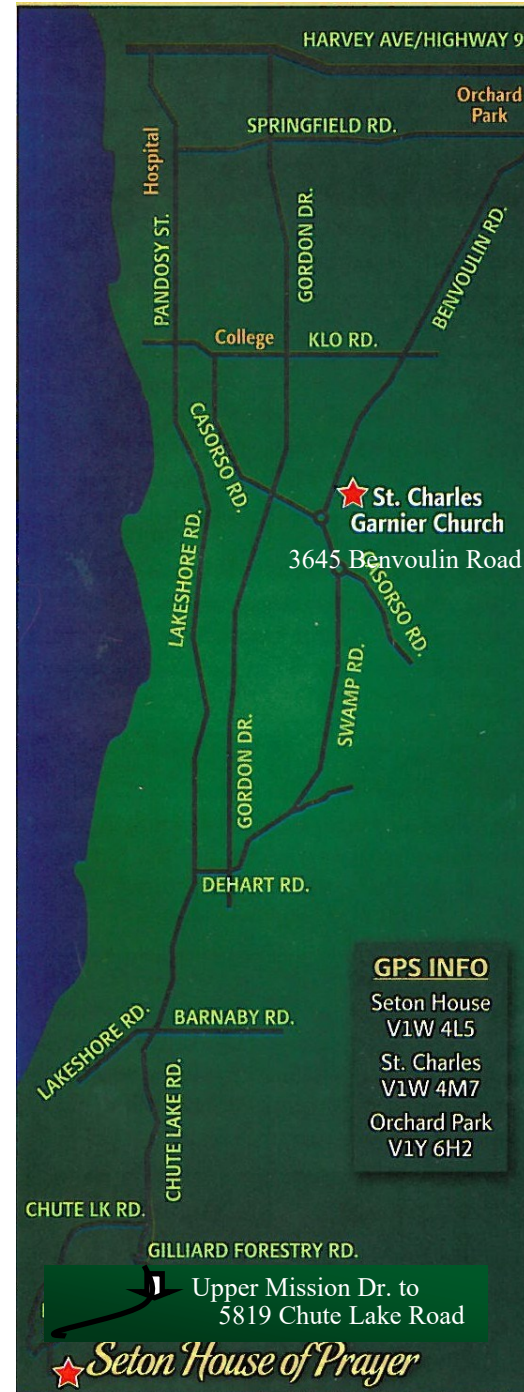 HARVEY AVE/HIGHWAY 9
Orchard
Park
SPRINGFIELD RD.
Hospital
PANDOSY ST.
GORDON DR.
BENVOULIN RD.
College
KLO RD.
CASORSO RD.
St. Charles
Garnier Church
3645 Benvoulin Road
CASORSO RD.
LAKESHORE RD.
SWAMP RD.
GORDON DR.
DEHART RD.
GPS INFO
Seton House
V1W 4L5
St. Charles
V1W 4M7
Orchard Park
V1Y 6H2
LAKESHORE RD.
BARNABY RD.
CHUTE LAKE RD.
CHUTE LK RD.
GILLIARD FORESTRY RD.
Upper Mission Dr. to
5819 Chute Lake Road
Seton House of Prayer